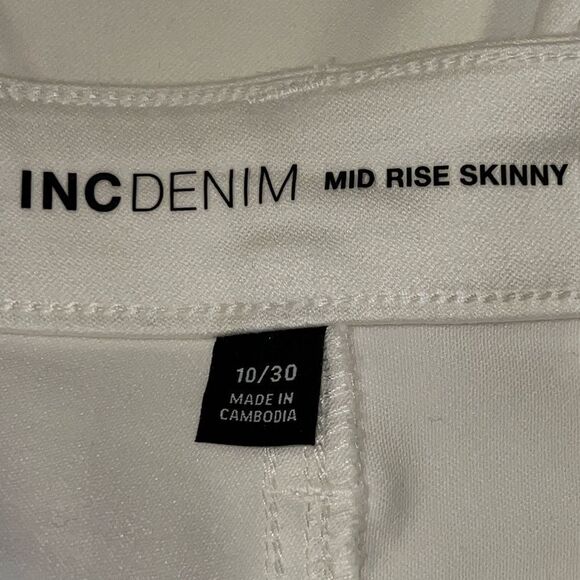 INCDENIM MID RISE SKINNY
10/30
MADE IN
CAMBODIA